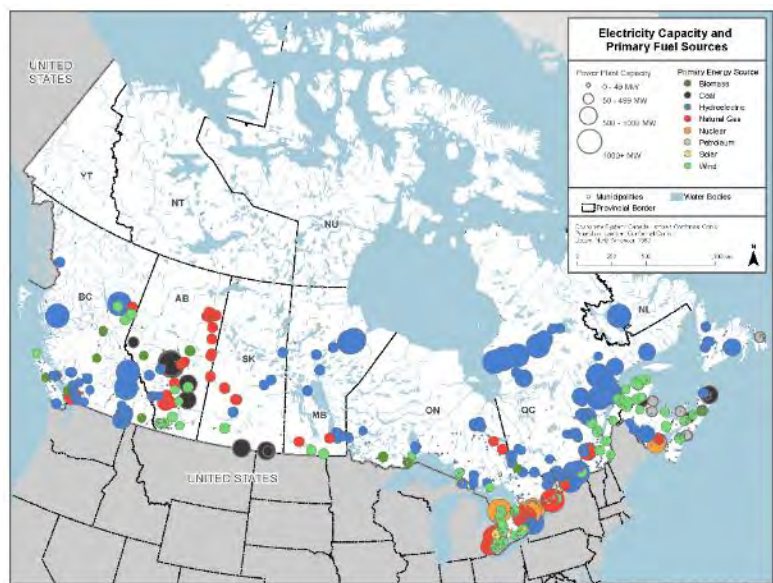 Electricity Capacity and
Primary Fuel Sources
Power Plant Capacity
0 - 49 MW
50 - 499 MW
500 - 1000 MW
1000+ MW
Primary Energy Source
Biomass
Coal
Hydroelectric
Natural Gas
Nuclear
Petroleum
Solar
Wind
Municipalities
Water Bodies
Provincial Border
N
UNITED
STATES
YT
NT
NU
BC
AB
SK
MB
ON
QC
NL
UNITED STATES